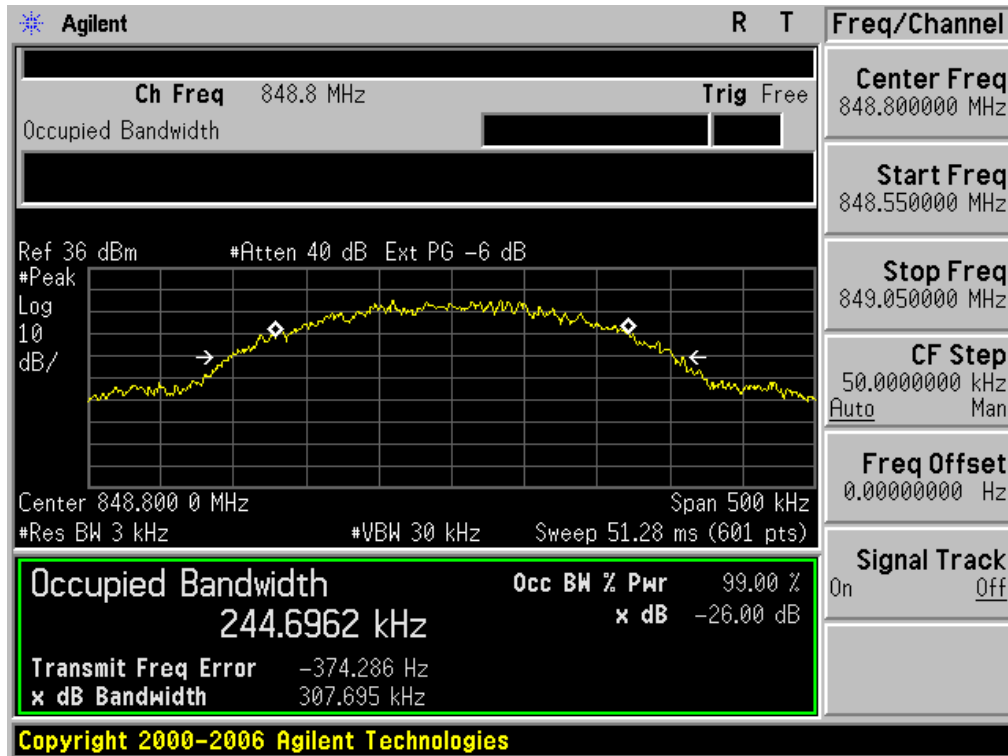 Agilent R T
Freq/Channel
Ch Freq 848.8 MHz Trig Free
Occupied Bandwidth
Ref 36 dBm #Atten 40 dB Ext PG -6 dB
#Peak
Log
10
dB/
Center 848.800 0 MHz Span 500 kHz
#Res BW 3 kHz #VBW 30 kHz Sweep 51.28 ms (601 pts)
Occupied Bandwidth
244.6962 kHz
Occ BW % Pwr 99.00 %
x dB -26.00 dB
Transmit Freq Error -374.286 Hz
x dB Bandwidth 307.695 kHz
Center Freq
848.800000 MHz
Start Freq
848.550000 MHz
Stop Freq
849.050000 MHz
CF Step
50.0000000 kHz
Auto Man
Freq Offset
0.00000000 Hz
Signal Track
On Off
Copyright 2000-2006 Agilent Technologies